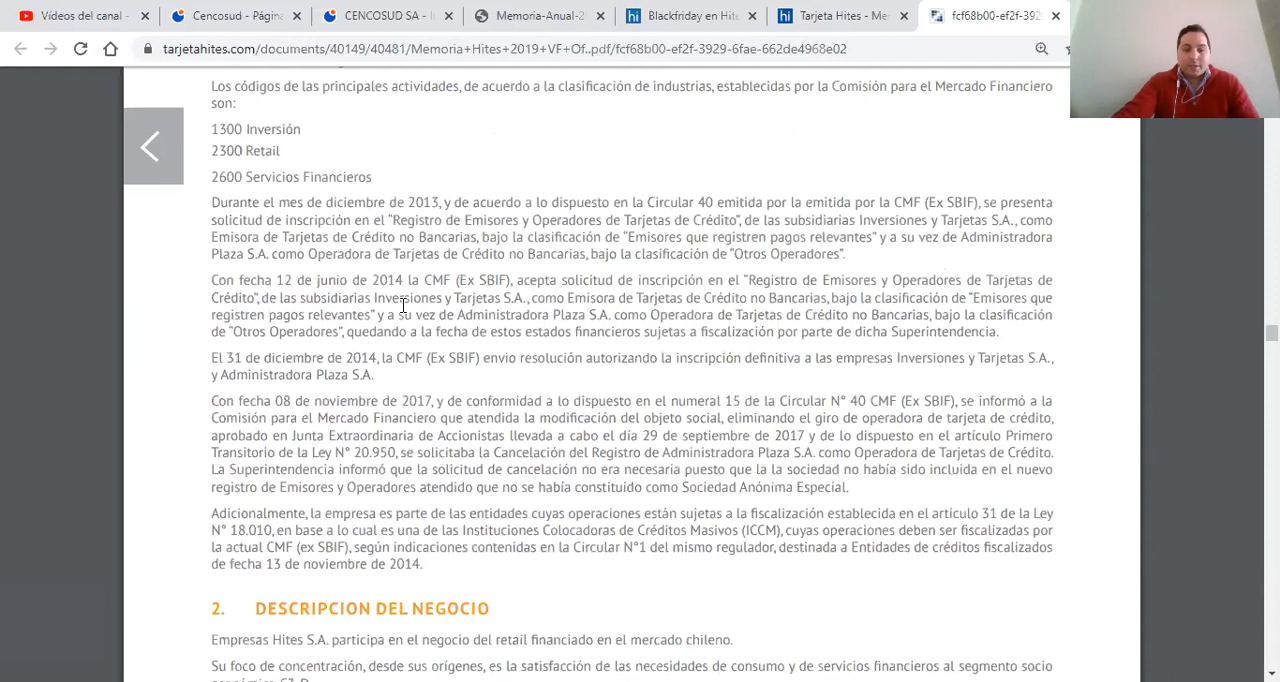 Vídeos del canal -
Cencosud - Página
CENCOSUD SA - I
Memoria-Anual-2
Blackfriday en Hite
Tarjeta Hites - Me
fcf68b00-ef2f-392
tarjetahites.com/documents/40149/40481/Memoria+Hites+2019+VF+Of..pdf/fcf68b00-ef2f-3929-6fae-662de4908e02
Los códigos de las principales actividades, de acuerdo a la clasificación de industrias, establecidas por la Comisión para el Mercado Financiero
son:
1300 Inversión
2300 Retail
2600 Servicios Financieros
Durante el mes de diciembre de 2013, y de acuerdo a lo dispuesto en la Circular 40 emitida por la emitida por la CMF (Ex SBIF), se presenta
solicitud de inscripción en el “Registro de Emisores y Operadores de Tarjetas de Crédito”, de las subsidiarias Inversiones y Tarjetas S.A., como
Emisora de Tarjetas de Crédito no Bancarias, bajo la clasificación de “Emisores que registren pagos relevantes” y a su vez de Administradora
Plaza S.A. como Operadora de Tarjetas de Crédito no Bancarias, bajo la clasificación de “Otros Operadores”.
Con fecha 12 de junio de 2014 la CMF (Ex SBIF), acepta solicitud de inscripción en el “Registro de Emisores y Operadores de Tarjetas de
Crédito”, de las subsidiarias Inversiones y Tarjetas S.A., como Emisora de Tarjetas de Crédito no Bancarias, bajo la clasificación de “Emisores que
registren pagos relevantes” y a su vez de Administradora Plaza S.A. como Operadora de Tarjetas de Crédito no Bancarias, bajo la clasificación
de “Otros Operadores”, quedando a la fecha de estos estados financieros sujetas a fiscalización por parte de dicha Superintendencia.
El 31 de diciembre de 2014, la CMF (Ex SBIF) envio resolución autorizando la inscripción definitiva a las empresas Inversiones y Tarjetas S.A.,
y Administradora Plaza S.A.
Con fecha 08 de noviembre de 2017, y de conformidad a lo dispuesto en el numeral 15 de la Circular N° 40 CMF (Ex SBIF), se informó a la
Comisión para el Mercado Financiero que atendida la modificación del objeto social, eliminando el giro de operadora de tarjeta de crédito,
aprobado en Junta Extraordinaria de Accionistas llevada a cabo el día 29 de septiembre de 2017 y de lo dispuesto en el artículo Primero
Transitorio de la Ley N° 20.950, se solicitaba la Cancelación del Registro de Administradora Plaza S.A. como Operadora de Tarjetas de Crédito.
La Superintendencia informó que la solicitud de cancelación no era necesaria puesto que la la sociedad no había sido incluida en el nuevo
registro de Emisores y Operadores atendido que no se había constituido como Sociedad Anónima Especial.
Adicionalmente, la empresa es parte de las entidades cuyas operaciones están sujetas a la fiscalización establecida en el artículo 31 de la Ley
N° 18.010, en base a lo cual es una de las Instituciones Colocadoras de Créditos Masivos (ICCM), cuyas operaciones deben ser fiscalizadas por
la actual CMF (ex SBIF), según indicaciones contenidas en la Circular N°1 del mismo regulador, destinada a Entidades de créditos fiscalizados
de fecha 13 de noviembre de 2014.
2. DESCRIPCION DEL NEGOCIO
Empresas Hites S.A. participa en el negocio del retail financiado en el mercado chileno.
Su foco de concentración, desde sus orígenes, es la satisfacción de las necesidades de consumo y de servicios financieros al segmento socio